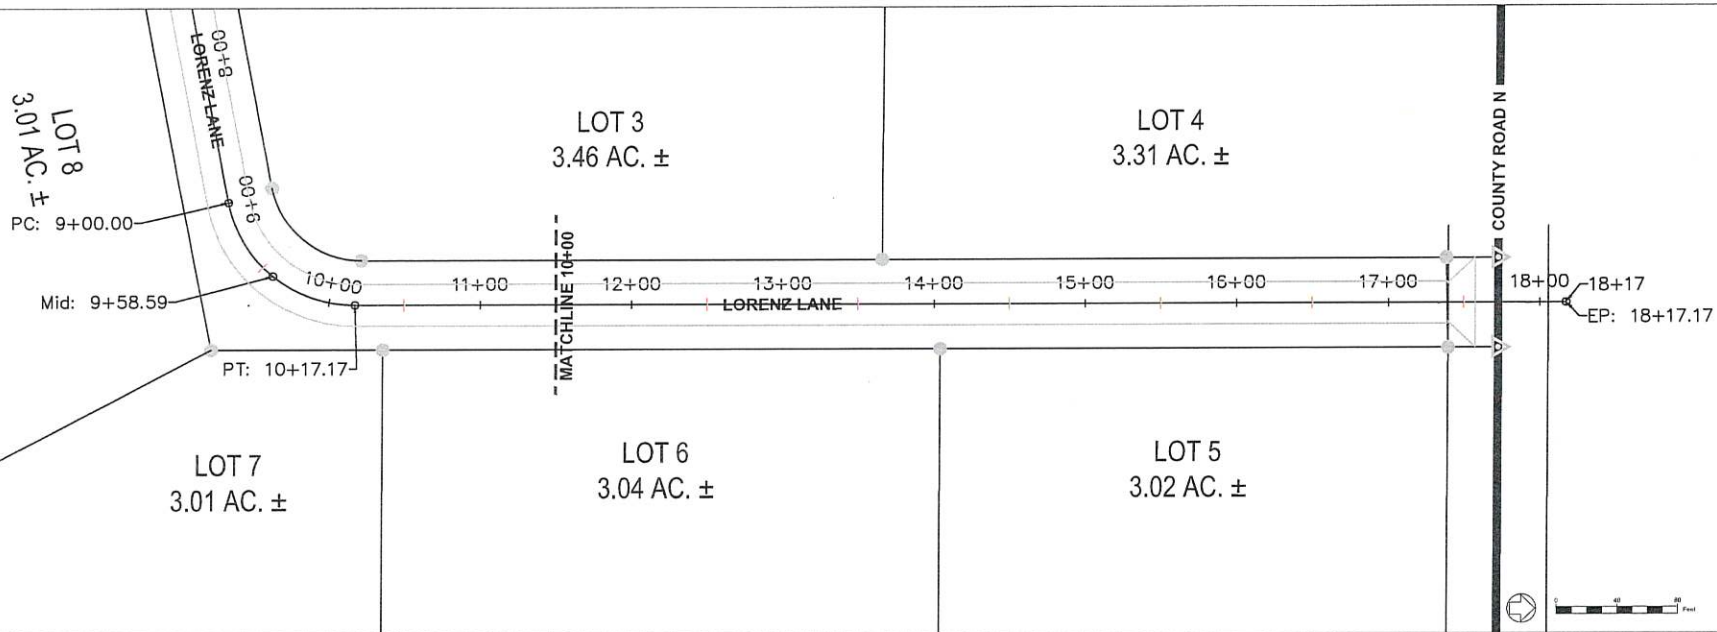 LORENZ LANE
8+00
LOT 8
3.01 AC. ±
PC: 9+00.00
9+00
Mid: 9+58.59
10+00
PT: 10+17.17
LOT 3
3.46 AC. ±
LOT 4
3.31 AC. ±
COUNTY ROAD N
11+00
MATCHLINE 10+00
12+00
13+00
LORENZ LANE
14+00
15+00
16+00
17+00
18+00
18+17
EP: 18+17.17
LOT 7
3.01 AC. ±
LOT 6
3.04 AC. ±
LOT 5
3.02 AC. ±
0 40 80
Feet